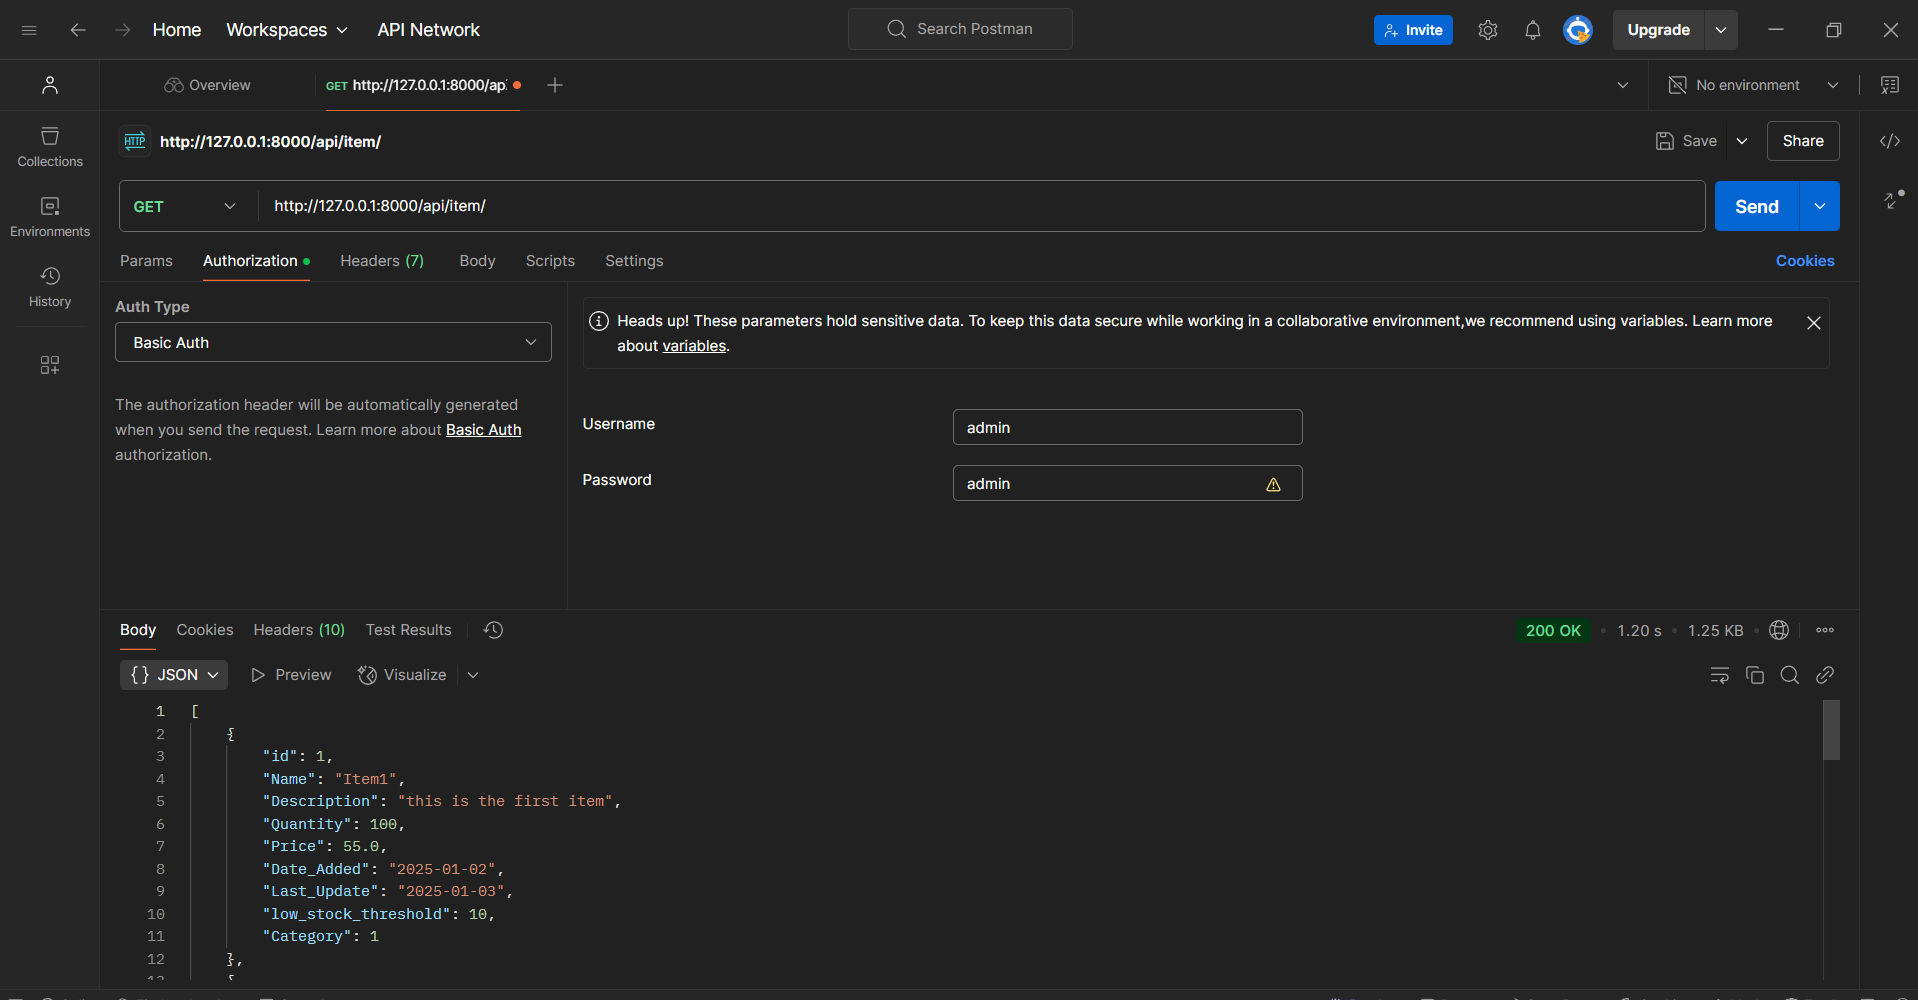 Home Workspaces API Network Search Postman Invite Upgrade
Overview GET http://127.0.0.1:8000/ap No environment
HTTP http://127.0.0.1:8000/api/item/ Save Share
Collections
GET http://127.0.0.1:8000/api/item/ Send
Environments
Params Authorization Headers (7) Body Scripts Settings Cookies
History
Auth Type
Basic Auth
Heads up! These parameters hold sensitive data. To keep this data secure while working in a collaborative environment,we recommend using variables. Learn more
about variables.
The authorization header will be automatically generated
when you send the request. Learn more about Basic Auth
authorization.
Username admin
Password admin
Body Cookies Headers (10) Test Results 200 OK • 1.20 s • 1.25 KB •
{} JSON Preview Visualize
1 [
2 {
3 "id": 1,
4 "Name": "Item1",
5 "Description": "this is the first item",
6 "Quantity": 100,
7 "Price": 55.0,
8 "Date_Added": "2025-01-02",
9 "Last_Update": "2025-01-03",
10 "low_stock_threshold": 10,
11 "Category": 1
12 },
13 {